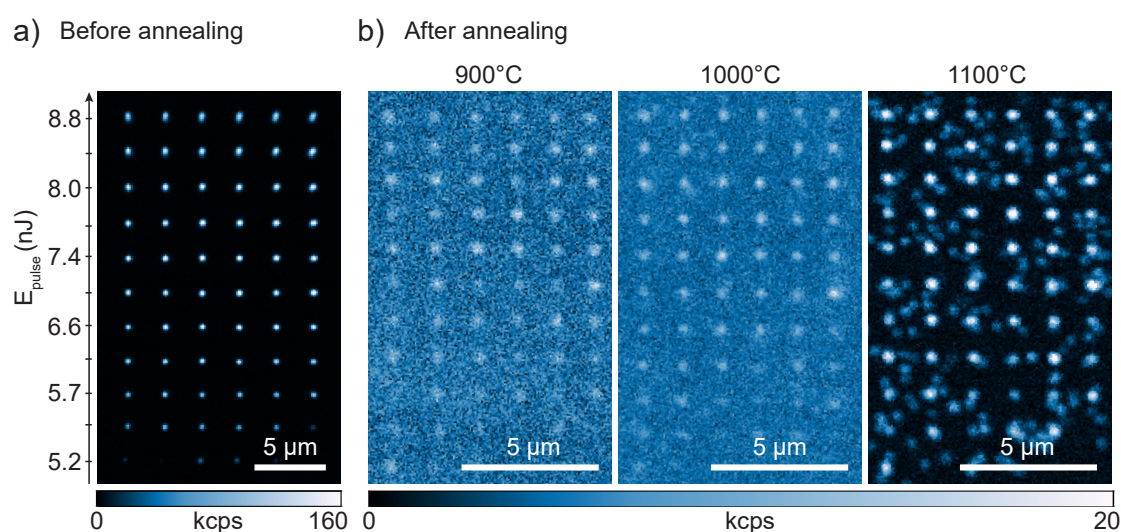 a) Before annealing
b) After annealing
900°C
1000°C
1100°C
E_pulse (nJ)
8.8
8.0
7.4
6.6
5.7
5.2
5 µm
5 µm
5 µm
5 µm
0 kcps 160
0 kcps 20